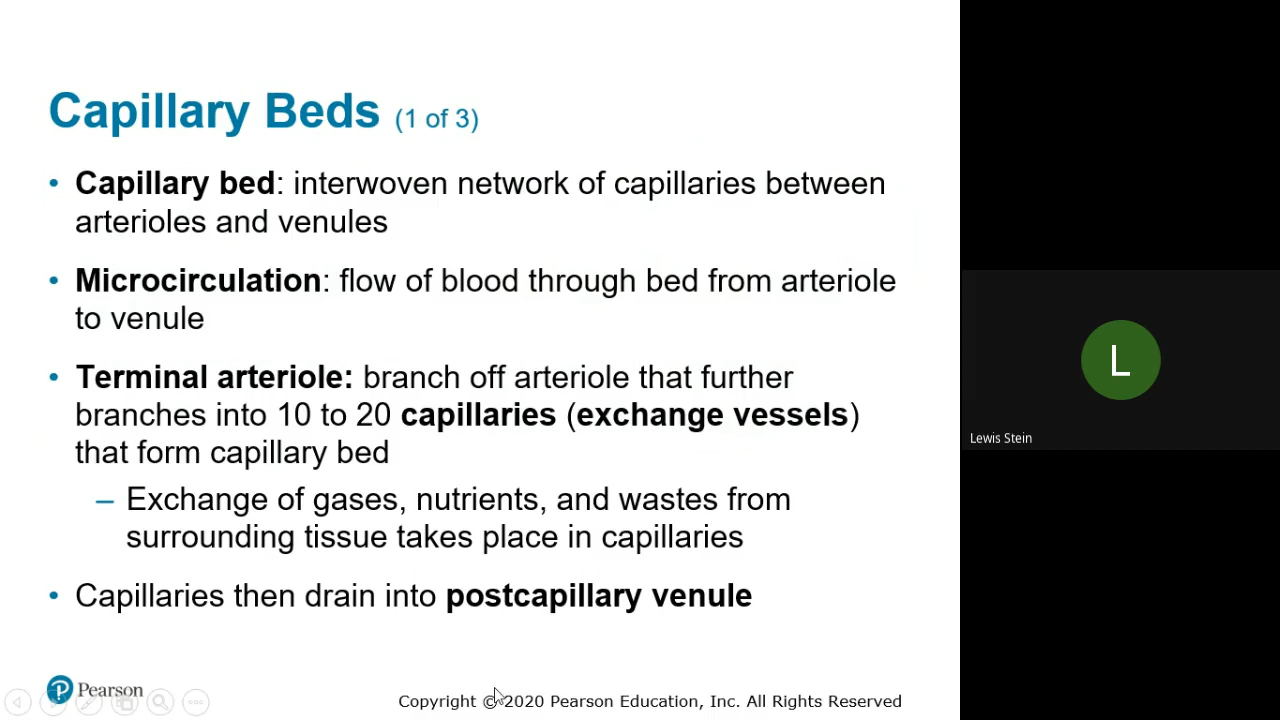 Capillary Beds (1 of 3)
• Capillary bed: interwoven network of capillaries between
arterioles and venules
• Microcirculation: flow of blood through bed from arteriole
to venule
• Terminal arteriole: branch off arteriole that further
branches into 10 to 20 capillaries (exchange vessels)
that form capillary bed
– Exchange of gases, nutrients, and wastes from
surrounding tissue takes place in capillaries
• Capillaries then drain into postcapillary venule
P Pearson
Copyright © 2020 Pearson Education, Inc. All Rights Reserved
L
Lewis Stein